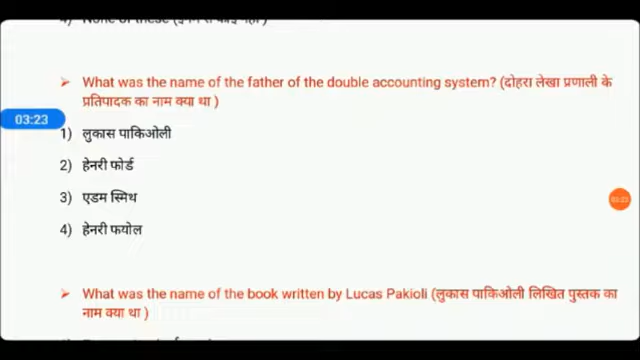 What was the name of the father of the double accounting system? (दोहरा लेखा प्रणाली के
प्रतिपादक का नाम क्या था )
03:23
1) लुकास पाकिओली
2) हेनरी फोर्ड
3) एडम स्मिथ
4) हेनरी फयोल
What was the name of the book written by Lucas Pakioli (लुकास पाकिओली लिखित पुस्तक का
नाम क्या था )